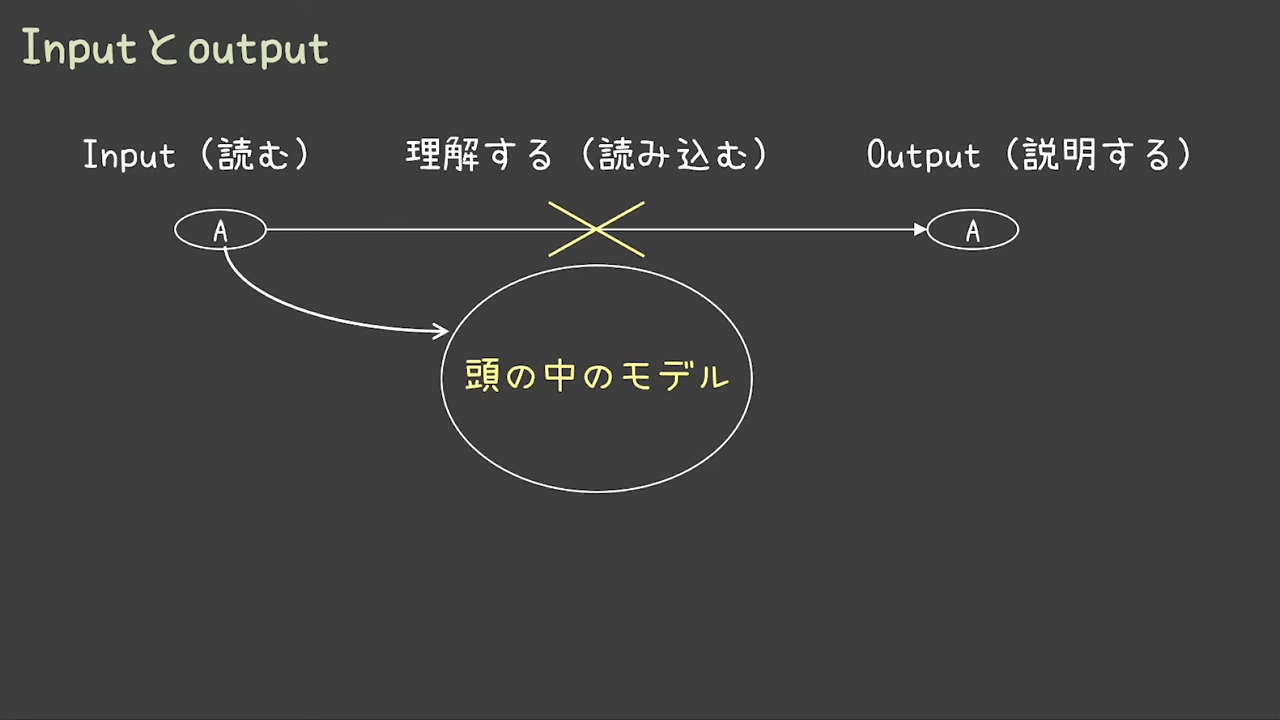 Inputとoutput
Input（読む）
理解する（読み込む）
Output（説明する）
A
A
頭の中のモデル